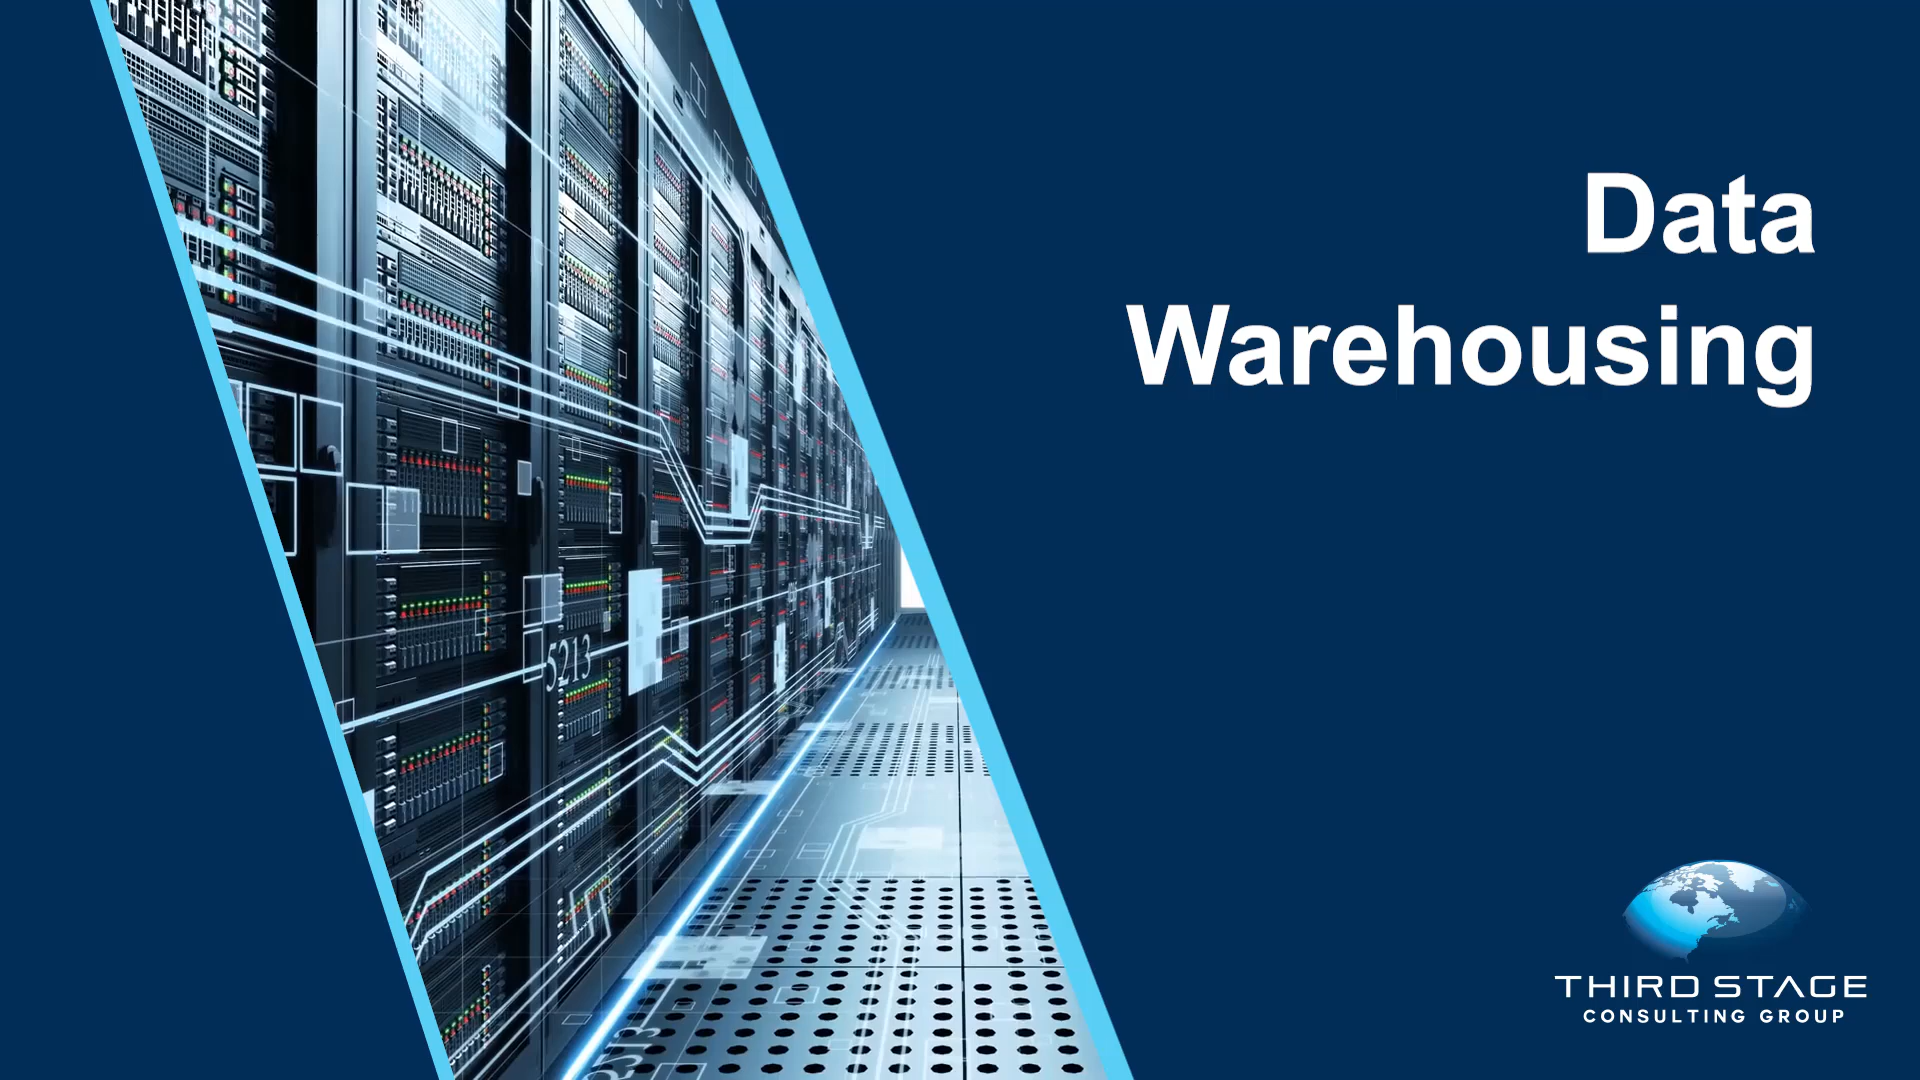 Data
Warehousing
5213
THIRD STAGE
CONSULTING GROUP